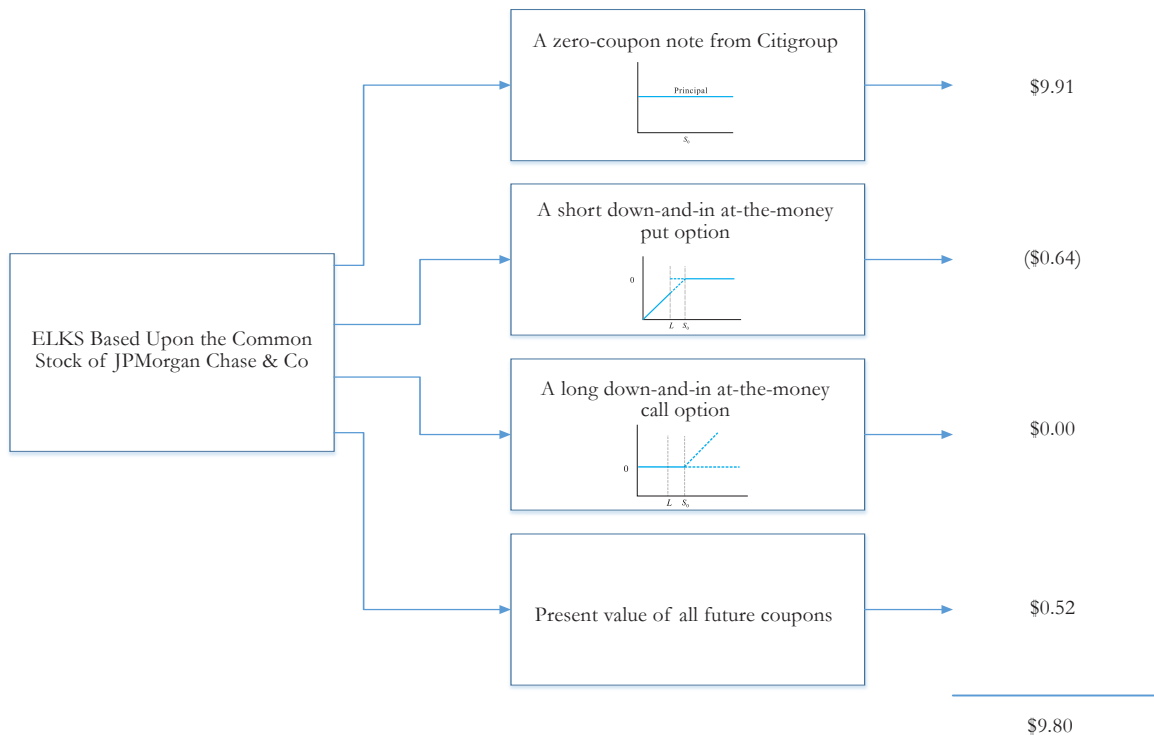 A zero-coupon note from Citigroup
Principal
S₀
$9.91
A short down-and-in at-the-money
put option
0
L S₀
($0.64)
ELKS Based Upon the Common
Stock of JPMorgan Chase & Co
A long down-and-in at-the-money
call option
0
L S₀
$0.00
Present value of all future coupons
$0.52
$9.80